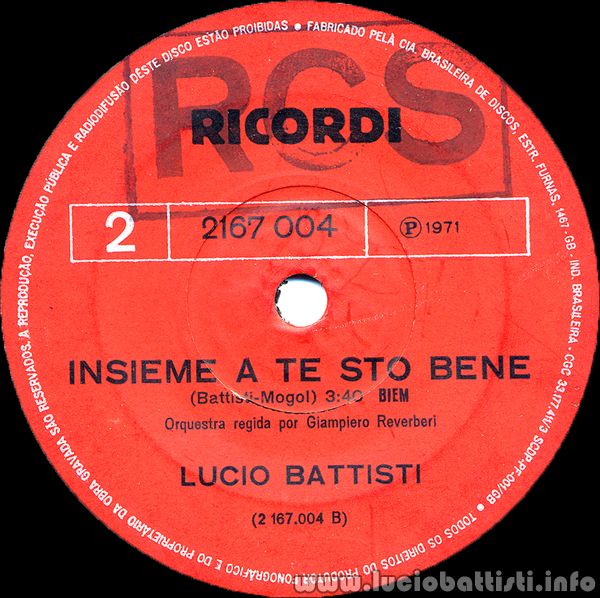 RCS
RICORDI
2 2167 004 Ⓟ 1971
INSIEME A TE STO BENE
(Battisti-Mogol) 3:40 BIEM
Orquestra regida por Giampiero Reverberi
LUCIO BATTISTI
(2 167.004 B)
TODOS OS DIREITOS DO PRODUTOR FONOGRÁFICO E DO PROPRIETÁRIO DA OBRA GRAVADA SÃO RESERVADOS. A REPRODUÇÃO, EXECUÇÃO PÚBLICA E RADIODIFUSÃO DÊSTE DISCO ESTÃO PROIBIDAS • FABRICADO PELA CIA. BRASILEIRA DE DISCOS, ESTR. FURNAS, 1467 - GB - IND. BRASILEIRA - CGC 33.177.411/3 SCDP-PF-001/GB •
www.luciobattisti.info